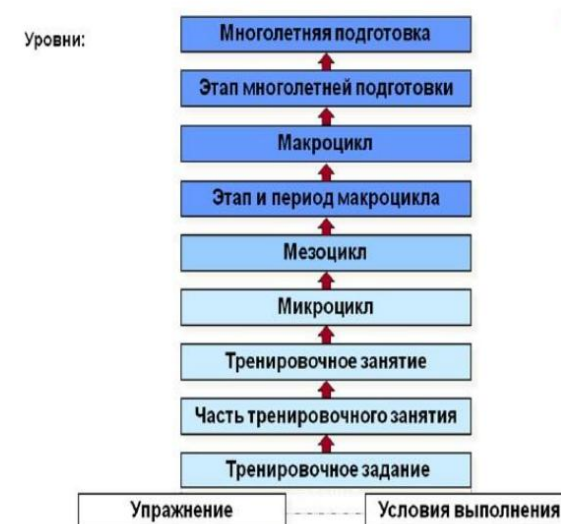 Уровни:
Многолетняя подготовка
Этап многолетней подготовки
Макроцикл
Этап и период макроцикла
Мезоцикл
Микроцикл
Тренировочное занятие
Часть тренировочного занятия
Тренировочное задание
Упражнение
Условия выполнения